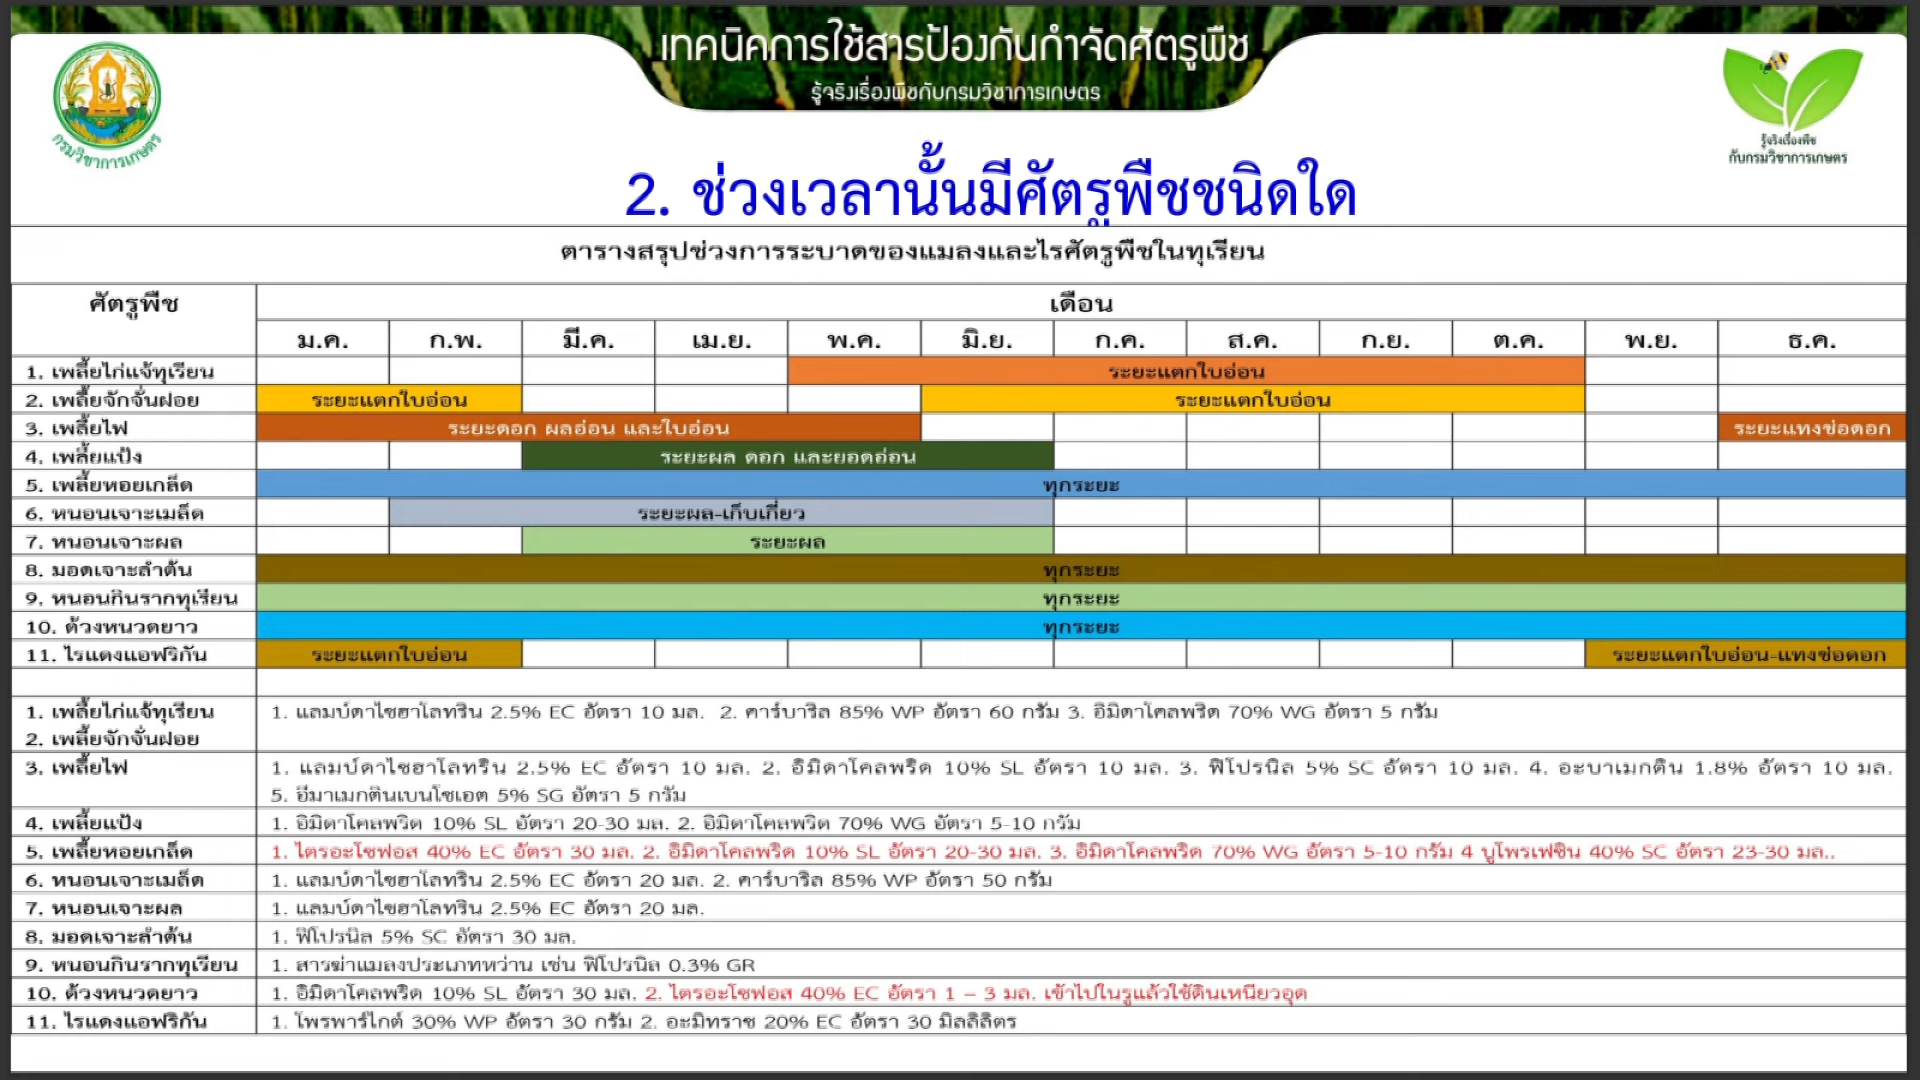 เทคนิคการใช้สารป้องกันกำจัดศัตรูพืช
รู้จริงเรื่องพืชกับกรมวิชาการเกษตร
กรมวิชาการเกษตร
รู้จริงเรื่องพืช
กับกรมวิชาการเกษตร
2. ช่วงเวลานั้นมีศัตรูพืชชนิดใด
ตารางสรุปช่วงการระบาดของแมลงและไรศัตรูพืชในทุเรียน
ศัตรูพืช เดือน
ม.ค. ก.พ. มี.ค. เม.ย. พ.ค. มิ.ย. ก.ค. ส.ค. ก.ย. ต.ค. พ.ย. ธ.ค.
1. เพลี้ยไก่แจ้ทุเรียน ระยะแตกใบอ่อน
2. เพลี้ยจักจั่นฝอย ระยะแตกใบอ่อน ระยะแตกใบอ่อน
3. เพลี้ยไฟ ระยะดอก ผลอ่อน และใบอ่อน ระยะแทงช่อดอก
4. เพลี้ยแป้ง ระยะผล ดอก และยอดอ่อน
5. เพลี้ยหอยเกล็ด ทุกระยะ
6. หนอนเจาะเมล็ด ระยะผล-เก็บเกี่ยว
7. หนอนเจาะผล ระยะผล
8. มอดเจาะลำต้น ทุกระยะ
9. หนอนกินรากทุเรียน ทุกระยะ
10. ด้วงหนวดยาว ทุกระยะ
11. ไรแดงแอฟริกัน ระยะแตกใบอ่อน ระยะแตกใบอ่อน-แทงช่อดอก
1. เพลี้ยไก่แจ้ทุเรียน 1. แลมบ์ดาไซฮาโลทริน 2.5% EC อัตรา 10 มล. 2. คาร์บาริล 85% WP อัตรา 60 กรัม 3. อิมิดาโคลพริด 70% WG อัตรา 5 กรัม
2. เพลี้ยจักจั่นฝอย
3. เพลี้ยไฟ 1. แลมบ์ดาไซฮาโลทริน 2.5% EC อัตรา 10 มล. 2. อิมิดาโคลพริด 10% SL อัตรา 10 มล. 3. ฟิโปรนิล 5% SC อัตรา 10 มล. 4. อะบาเมกติน 1.8% อัตรา 10 มล.
5. อีมาเมกตินเบนโซเอต 5% SG อัตรา 5 กรัม
4. เพลี้ยแป้ง 1. อิมิดาโคลพริด 10% SL อัตรา 20-30 มล. 2. อิมิดาโคลพริด 70% WG อัตรา 5-10 กรัม
5. เพลี้ยหอยเกล็ด 1. ไตรอะโซฟอส 40% EC อัตรา 30 มล. 2. อิมิดาโคลพริด 10% SL อัตรา 20-30 มล. 3. อิมิดาโคลพริด 70% WG อัตรา 5-10 กรัม 4 บูโพรเฟซิน 40% SC อัตรา 23-30 มล..
6. หนอนเจาะเมล็ด 1. แลมบ์ดาไซฮาโลทริน 2.5% EC อัตรา 20 มล. 2. คาร์บาริล 85% WP อัตรา 50 กรัม
7. หนอนเจาะผล 1. แลมบ์ดาไซฮาโลทริน 2.5% EC อัตรา 20 มล.
8. มอดเจาะลำต้น 1. ฟิโปรนิล 5% SC อัตรา 30 มล.
9. หนอนกินรากทุเรียน 1. สารฆ่าแมลงประเภทหว่าน เช่น ฟิโปรนิล 0.3% GR
10. ด้วงหนวดยาว 1. อิมิดาโคลพริด 10% SL อัตรา 30 มล. 2. ไตรอะโซฟอส 40% EC อัตรา 1 – 3 มล. เข้าไปในรูแล้วใช้ดินเหนียวอุด
11. ไรแดงแอฟริกัน 1. โพรพาร์ไกต์ 30% WP อัตรา 30 กรัม 2. อะมิทราซ 20% EC อัตรา 30 มิลลิลิตร